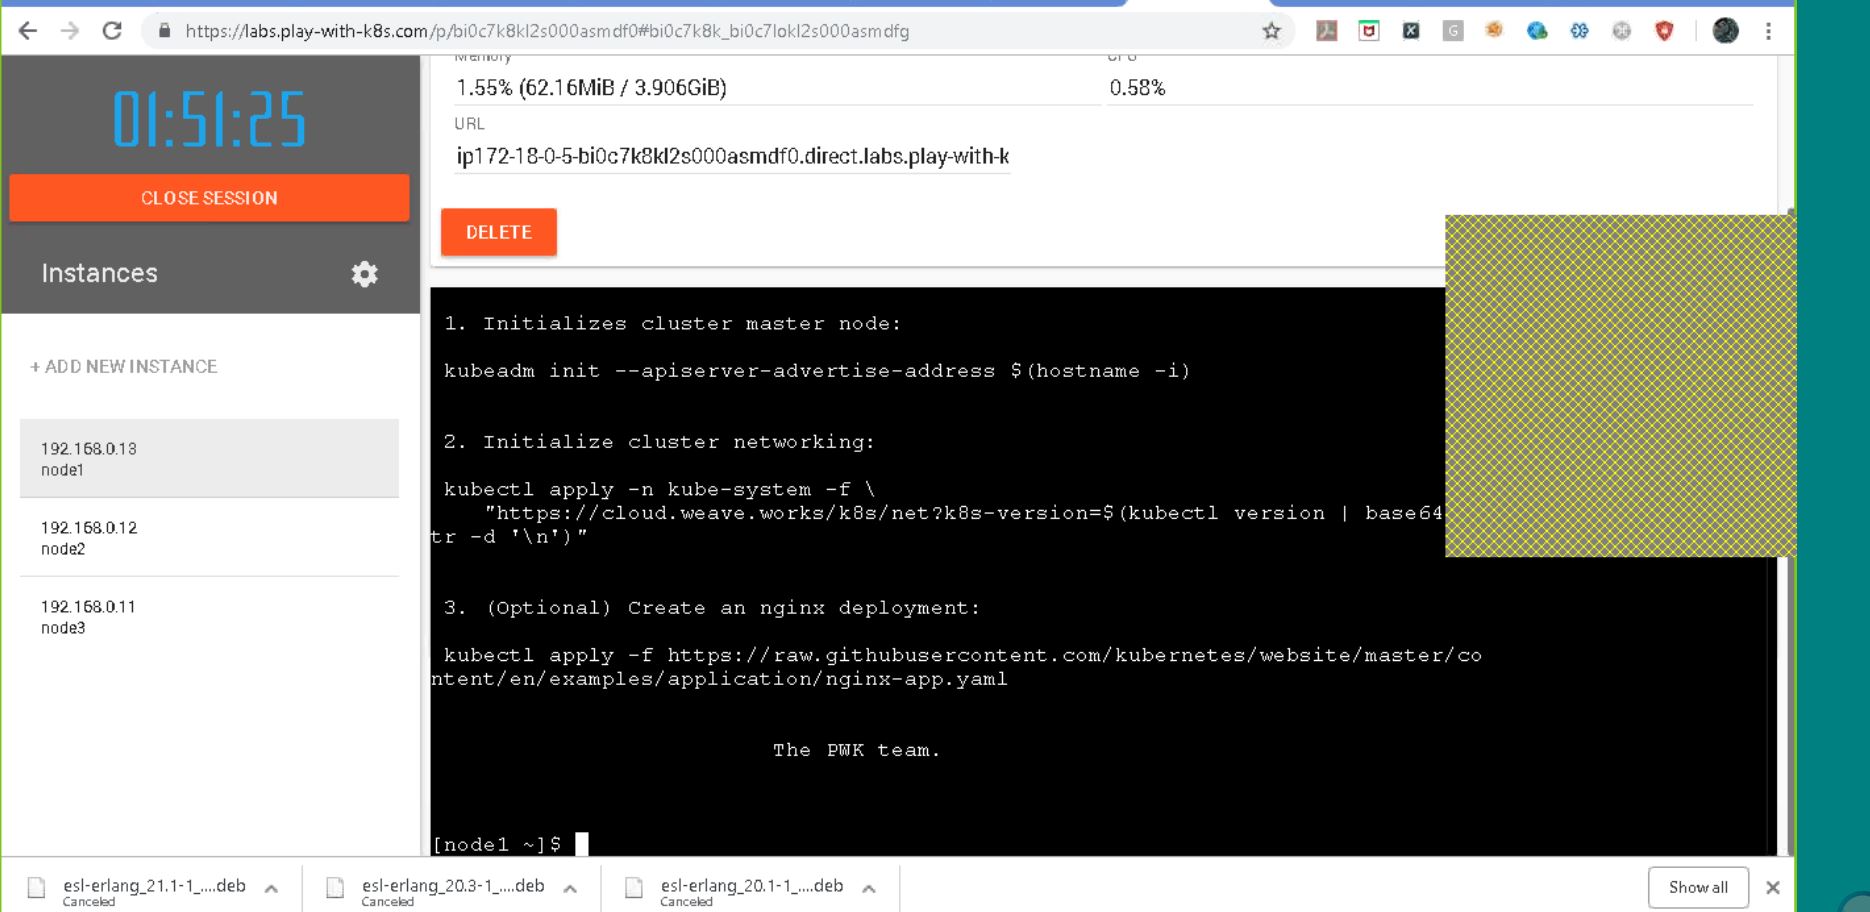 https://labs.play-with-k8s.com/p/bi0c7k8kl2s000asmdf0#bi0c7k8k_bi0c7lokl2s000asmdfg
01:51:25
CLOSE SESSION
Instances
+ ADD NEW INSTANCE
192.168.0.13
node1
192.168.0.12
node2
192.168.0.11
node3
Memory
CPU
1.55% (62.16MiB / 3.906GiB)
0.58%
URL
ip172-18-0-5-bi0c7k8kl2s000asmdf0.direct.labs.play-with-k
DELETE
1. Initializes cluster master node:
kubeadm init --apiserver-advertise-address $(hostname -i)
2. Initialize cluster networking:
kubectl apply -n kube-system -f \
"https://cloud.weave.works/k8s/net?k8s-version=$(kubectl version | base64
tr -d '\n')"
3. (Optional) Create an nginx deployment:
kubectl apply -f https://raw.githubusercontent.com/kubernetes/website/master/co
ntent/en/examples/application/nginx-app.yaml
The PWK team.
[node1 ~]$
esl-erlang_21.1-1_....deb
Canceled
esl-erlang_20.3-1_....deb
Canceled
esl-erlang_20.1-1_....deb
Canceled
Show all